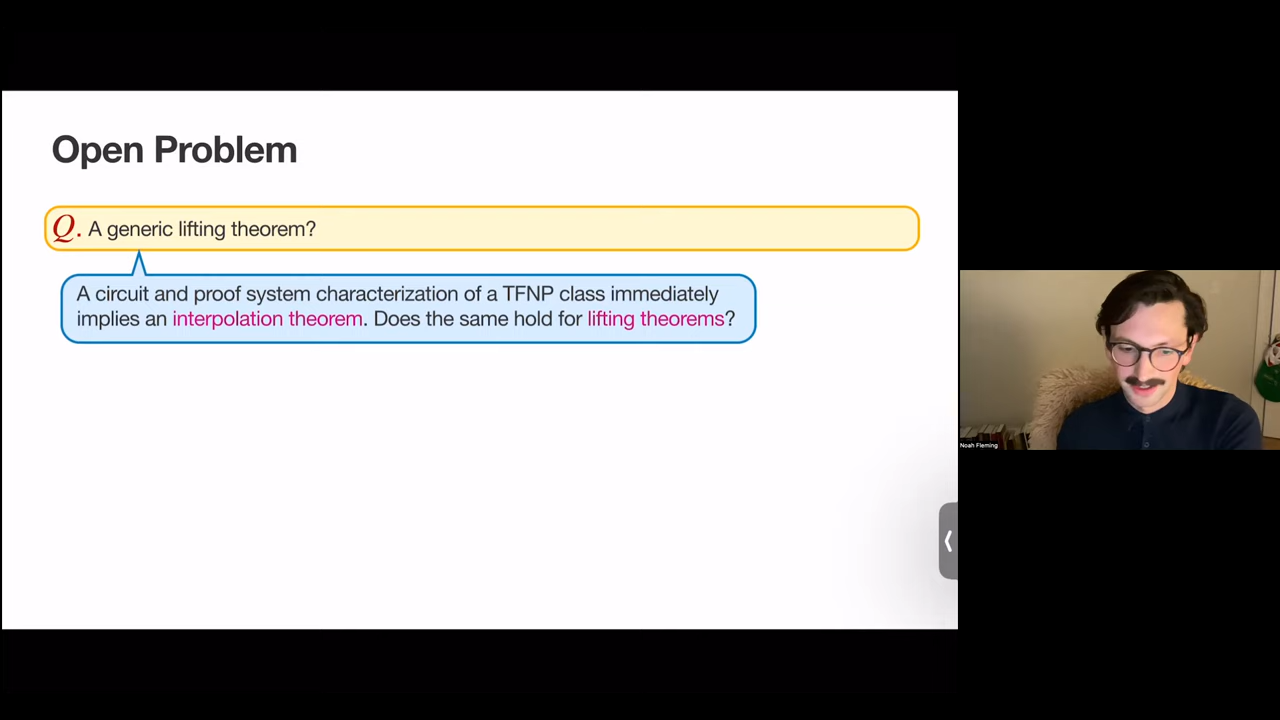 Open Problem
Q. A generic lifting theorem?
A circuit and proof system characterization of a TFNP class immediately
implies an interpolation theorem. Does the same hold for lifting theorems?
Noah Fleming